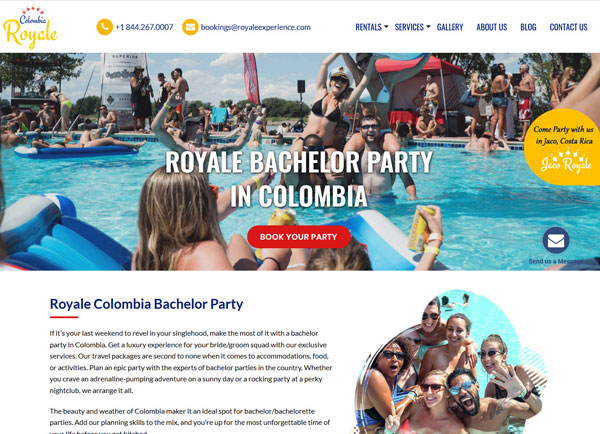 Colombia
Royale
+1 844.267.0007
bookings@royaleexperience.com
RENTALS SERVICES GALLERY ABOUT US BLOG CONTACT US
SUPERIOR
ROYALE BACHELOR PARTY
IN COLOMBIA
BOOK YOUR PARTY
Come Party with us
in Jaco, Costa Rica
Jaco Royale
Send us a Message
Royale Colombia Bachelor Party
If it's your last weekend to revel in your singlehood, make the most of it with a bachelor
party in Colombia. Get a luxury experience for your bride/groom squad with our exclusive
services. Our travel packages are second to none when it comes to accommodations, food,
or activities. Plan an epic party with the experts of bachelor parties in the country. Whether
you crave an adrenaline-pumping adventure on a sunny day or a rocking party at a perky
nightclub, we arrange it all.
The beauty and weather of Colombia maker it an ideal spot for bachelor/bachelorette
parties. Add our planning skills to the mix, and you're up for the most unforgettable time of
your life before you get hitched.